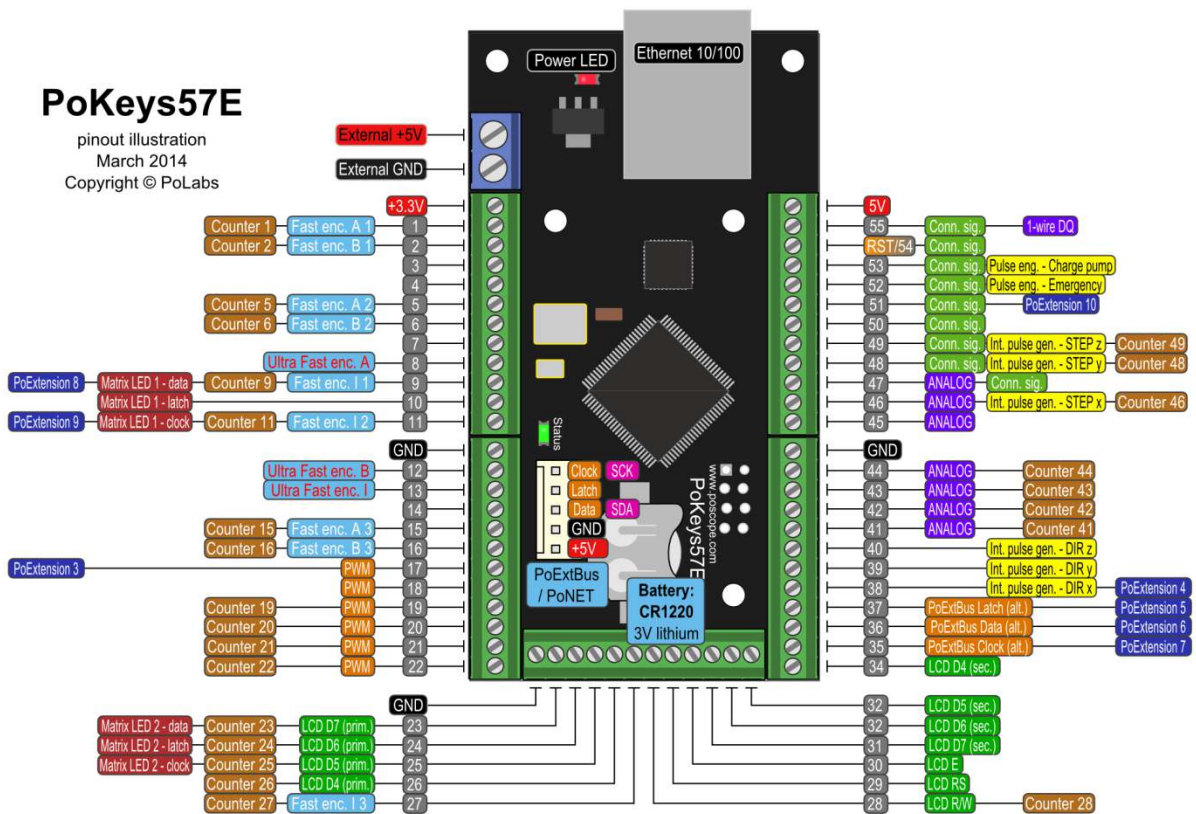 PoKeys57E
pinout illustration
March 2014
Copyright © PoLabs
Power LED
Ethernet 10/100
External +5V
External GND
+3.3V
Counter 1 Fast enc. A 1 1
Counter 2 Fast enc. B 1 2
3
4
Counter 5 Fast enc. A 2 5
Counter 6 Fast enc. B 2 6
7
Ultra Fast enc. A 8
PoExtension 8 Matrix LED 1 - data Counter 9 Fast enc. I 1 9
Matrix LED 1 - latch 10
PoExtension 9 Matrix LED 1 - clock Counter 11 Fast enc. I 2 11
GND
Ultra Fast enc. B 12
Ultra Fast enc. I 13
14
Counter 15 Fast enc. A 3 15
Counter 16 Fast enc. B 3 16
PoExtension 3 PWM 17
PWM 18
Counter 19 PWM 19
Counter 20 PWM 20
Counter 21 PWM 21
Counter 22 PWM 22
GND
Matrix LED 2 - data Counter 23 LCD D7 (prim.) 23
Matrix LED 2 - latch Counter 24 LCD D6 (prim.) 24
Matrix LED 2 - clock Counter 25 LCD D5 (prim.) 25
Counter 26 LCD D4 (prim.) 26
Counter 27 Fast enc. I 3 27
Status
Clock SCK
Latch
Data SDA
GND
+5V
PoExtBus
/ PoNET
Battery:
CR1220
3V lithium
www.poscope.com
PoKeys57E
5V
55 Conn. sig. 1-wire DQ
RST/54 Conn. sig.
53 Conn. sig. Pulse eng. - Charge pump
52 Conn. sig. Pulse eng. - Emergency
51 Conn. sig. PoExtension 10
50 Conn. sig.
49 Conn. sig. Int. pulse gen. - STEP z Counter 49
48 Conn. sig. Int. pulse gen. - STEP y Counter 48
47 ANALOG Conn. sig.
46 ANALOG Int. pulse gen. - STEP x Counter 46
45 ANALOG
GND
44 ANALOG Counter 44
43 ANALOG Counter 43
42 ANALOG Counter 42
41 ANALOG Counter 41
40 Int. pulse gen. - DIR z
39 Int. pulse gen. - DIR y
38 Int. pulse gen. - DIR x PoExtension 4
37 PoExtBus Latch (alt.) PoExtension 5
36 PoExtBus Data (alt.) PoExtension 6
35 PoExtBus Clock (alt.) PoExtension 7
34 LCD D4 (sec.)
32 LCD D5 (sec.)
32 LCD D6 (sec.)
31 LCD D7 (sec.)
30 LCD E
29 LCD RS
28 LCD R/W Counter 28